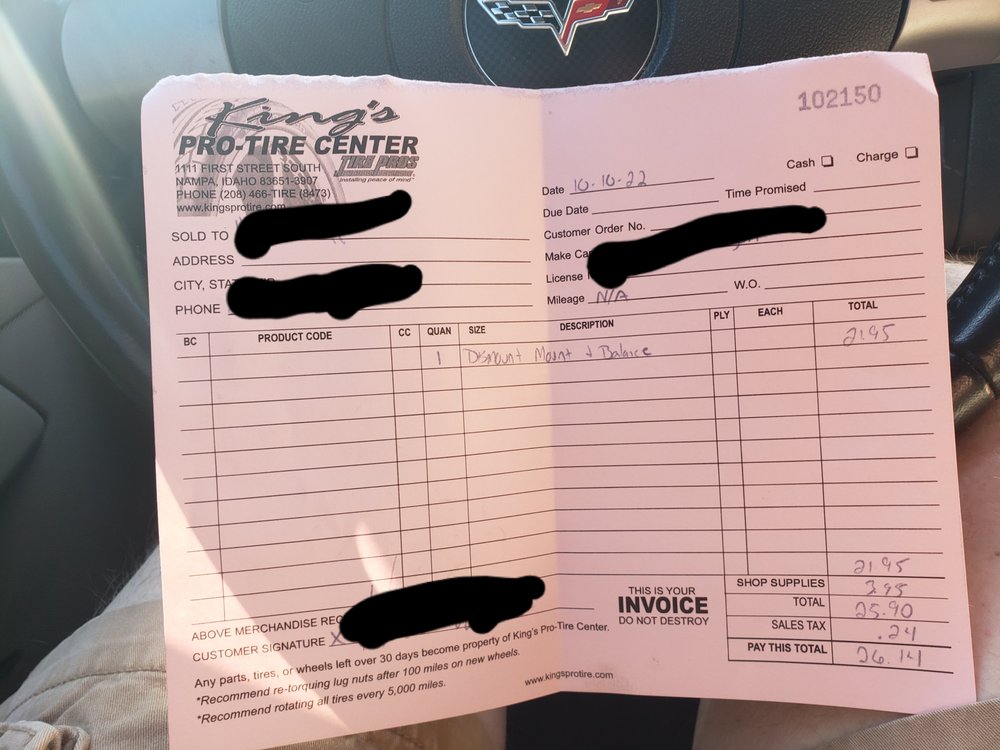 102150
King's
PRO-TIRE CENTER
TIRE PROS
Installing peace of mind
1111 FIRST STREET SOUTH
NAMPA, IDAHO 83651-3907
PHONE (208) 466-TIRE (8473)
www.kingsprotire.com
Cash Charge
Date 10-10-22
Time Promised
Due Date
Customer Order No.
Make
License
Mileage N/A W.O.
SOLD TO
ADDRESS
CITY,
PHONE
BC PRODUCT CODE CC QUAN SIZE DESCRIPTION PLY EACH TOTAL
21.95
1 Dismount Mount & Balance
21.95
SHOP SUPPLIES 3.95
TOTAL 25.90
SALES TAX .24
PAY THIS TOTAL 26.14
THIS IS YOUR
INVOICE
DO NOT DESTROY
ABOVE MERCHANDISE
CUSTOMER SIGNATURE X
Any parts, tires, or wheels left over 30 days become property of King's Pro-Tire Center.
*Recommend re-torquing lug nuts after 100 miles on new wheels.
*Recommend rotating all tires every 5,000 miles.
www.kingsprotire.com